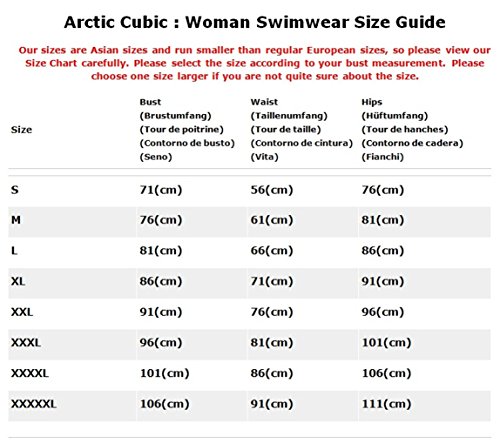 Arctic Cubic : Woman Swimwear Size Guide
Our sizes are Asian sizes and run smaller than regular European sizes, so please view our
Size Chart carefully. Please select the size according to your bust measurement. Please
choose one size larger if you are not quite sure about the size.
Size Bust Waist Hips
(Brustumfang) (Taillenumfang) (Hüftumfang)
(Tour de poitrine) (Tour de taille) (Tour de hanches)
(Contorno de busto) (Contorno de cintura) (Contorno de cadera)
(Seno) (Vita) (Fianchi)
S 71(cm) 56(cm) 76(cm)
M 76(cm) 61(cm) 81(cm)
L 81(cm) 66(cm) 86(cm)
XL 86(cm) 71(cm) 91(cm)
XXL 91(cm) 76(cm) 96(cm)
XXXL 96(cm) 81(cm) 101(cm)
XXXXL 101(cm) 86(cm) 106(cm)
XXXXXL 106(cm) 91(cm) 111(cm)